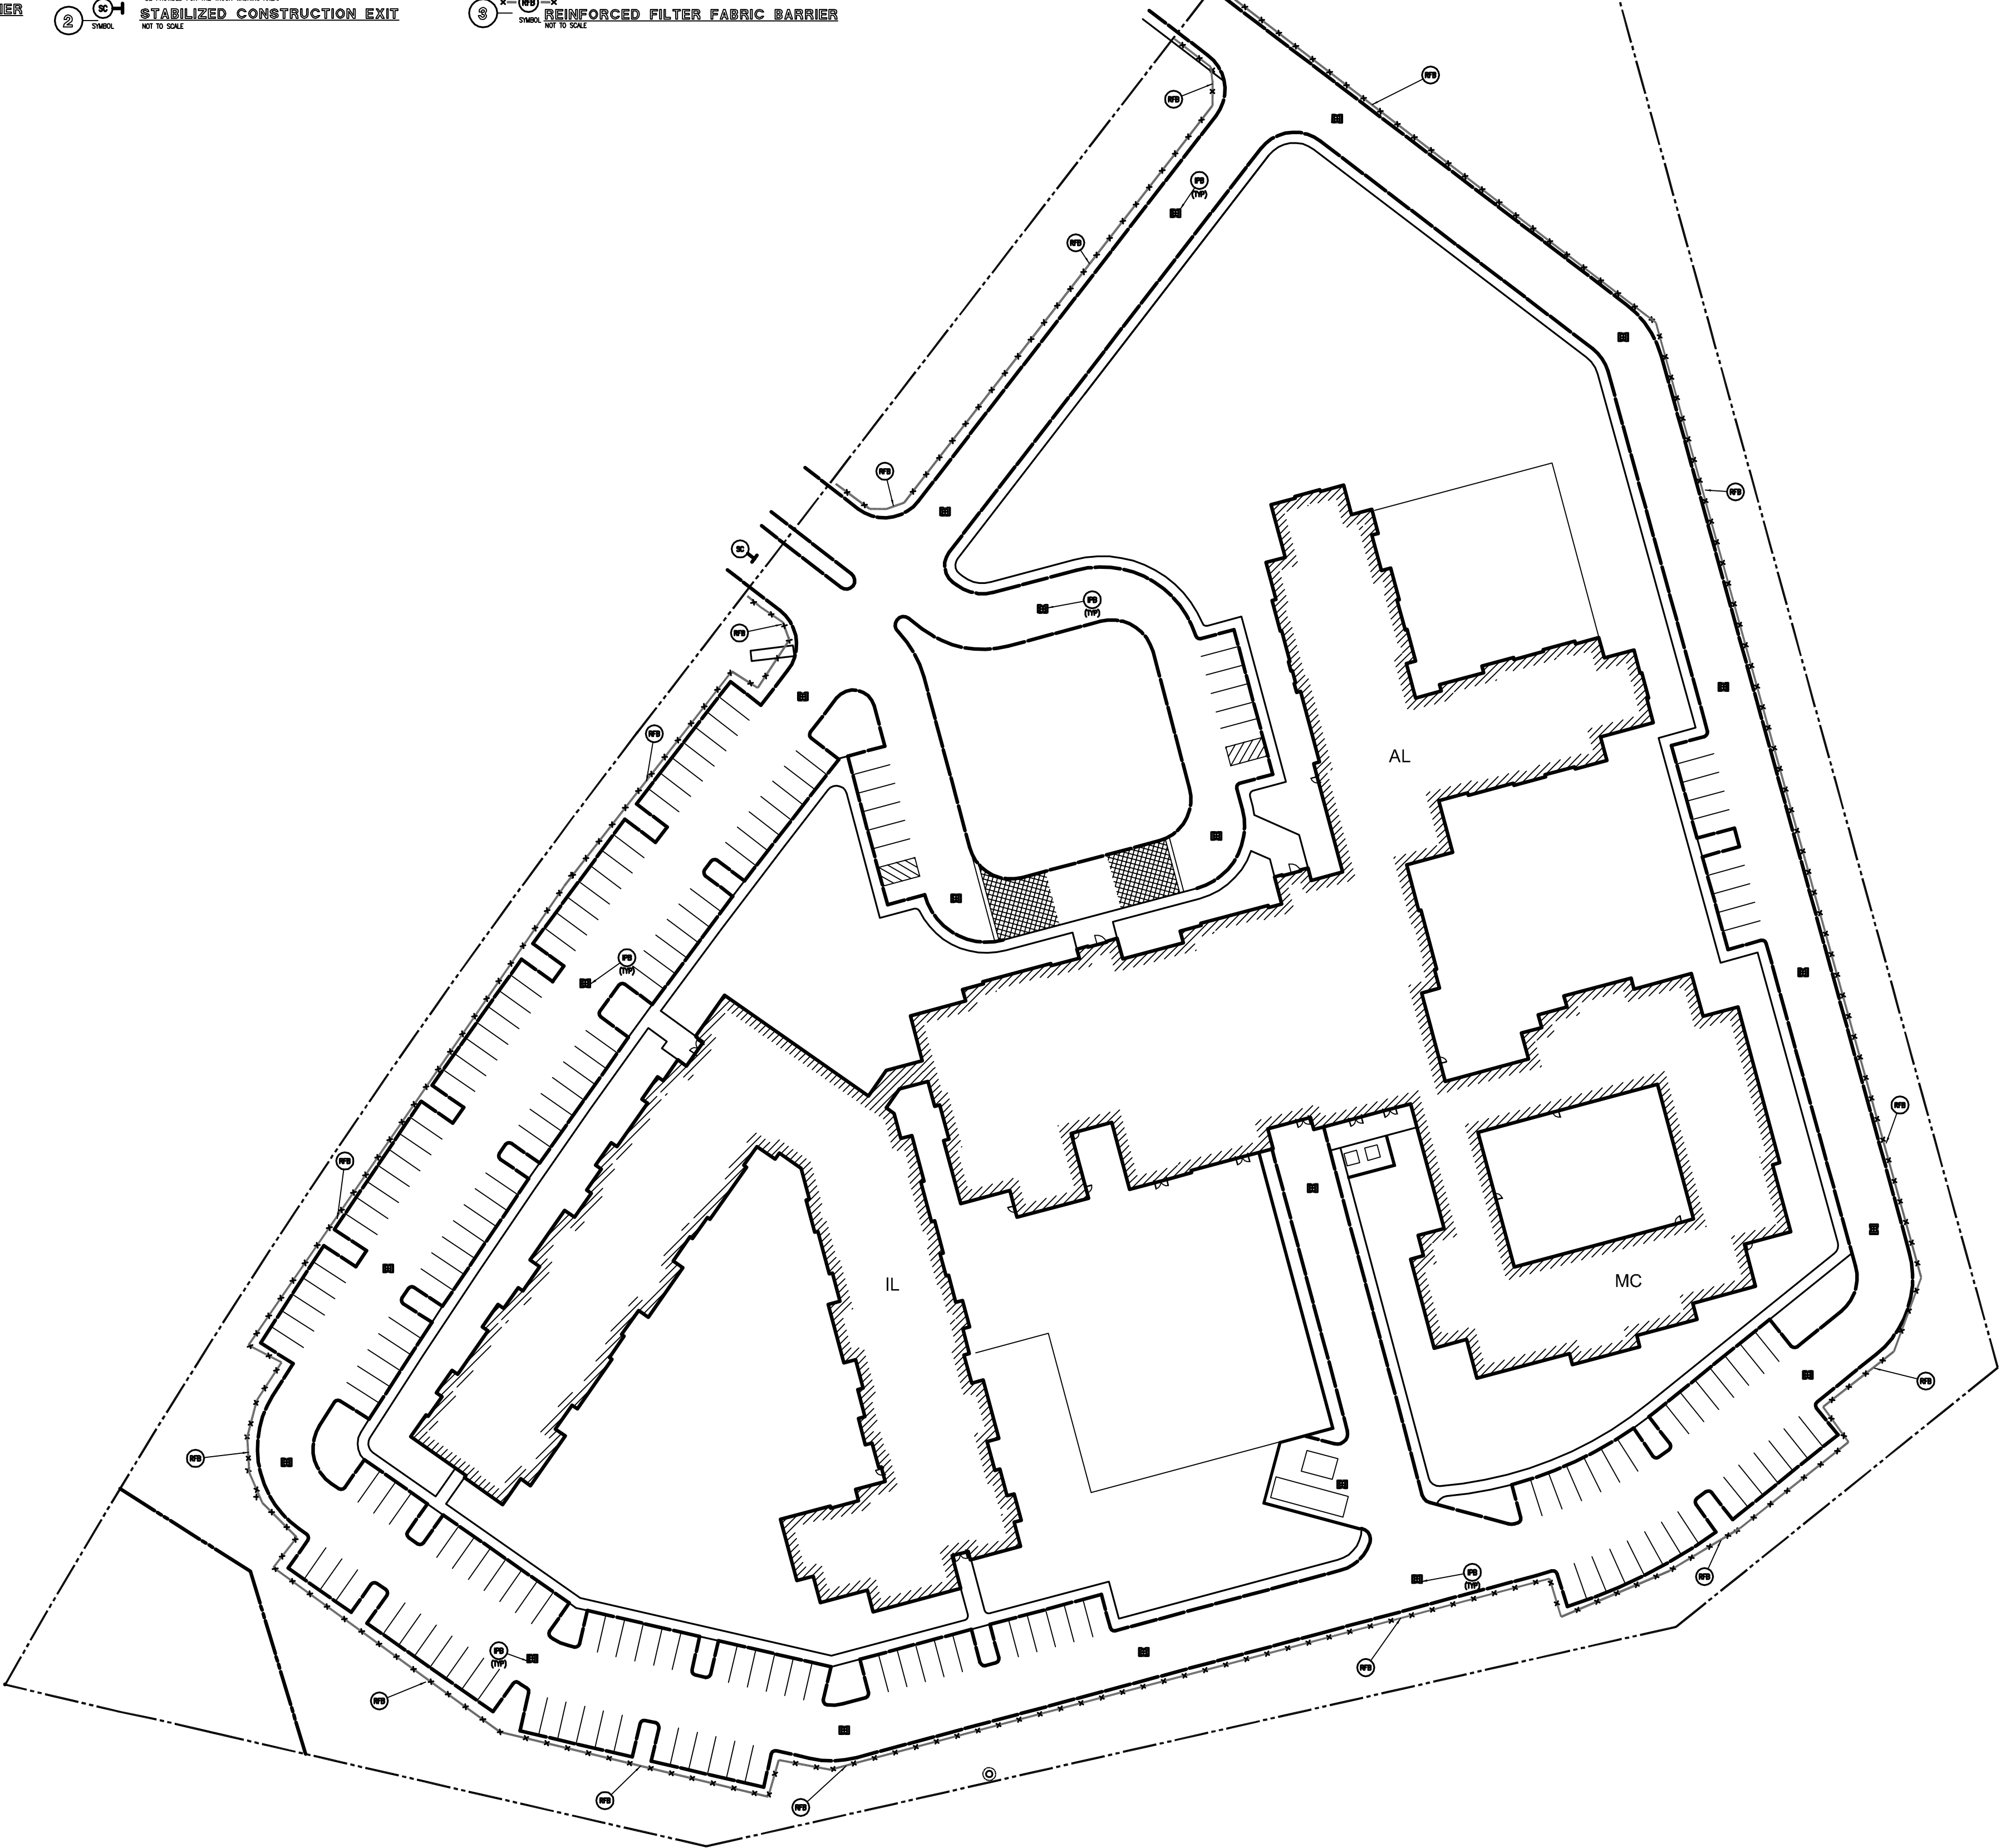 IER
2
SC
SYMBOL
STABILIZED CONSTRUCTION EXIT
NOT TO SCALE
3
RFB
SYMBOL
REINFORCED FILTER FABRIC BARRIER
NOT TO SCALE
RFB
RFB
IPB
(TYP)
RFB
RFB
RFB
SC
IPB
(TYP)
RFB
RFB
AL
IPB
(TYP)
RFB
RFB
IL
MC
RFB
RFB
IPB
(TYP)
RFB
IPB
(TYP)
RFB
RFB
RFB
RFB